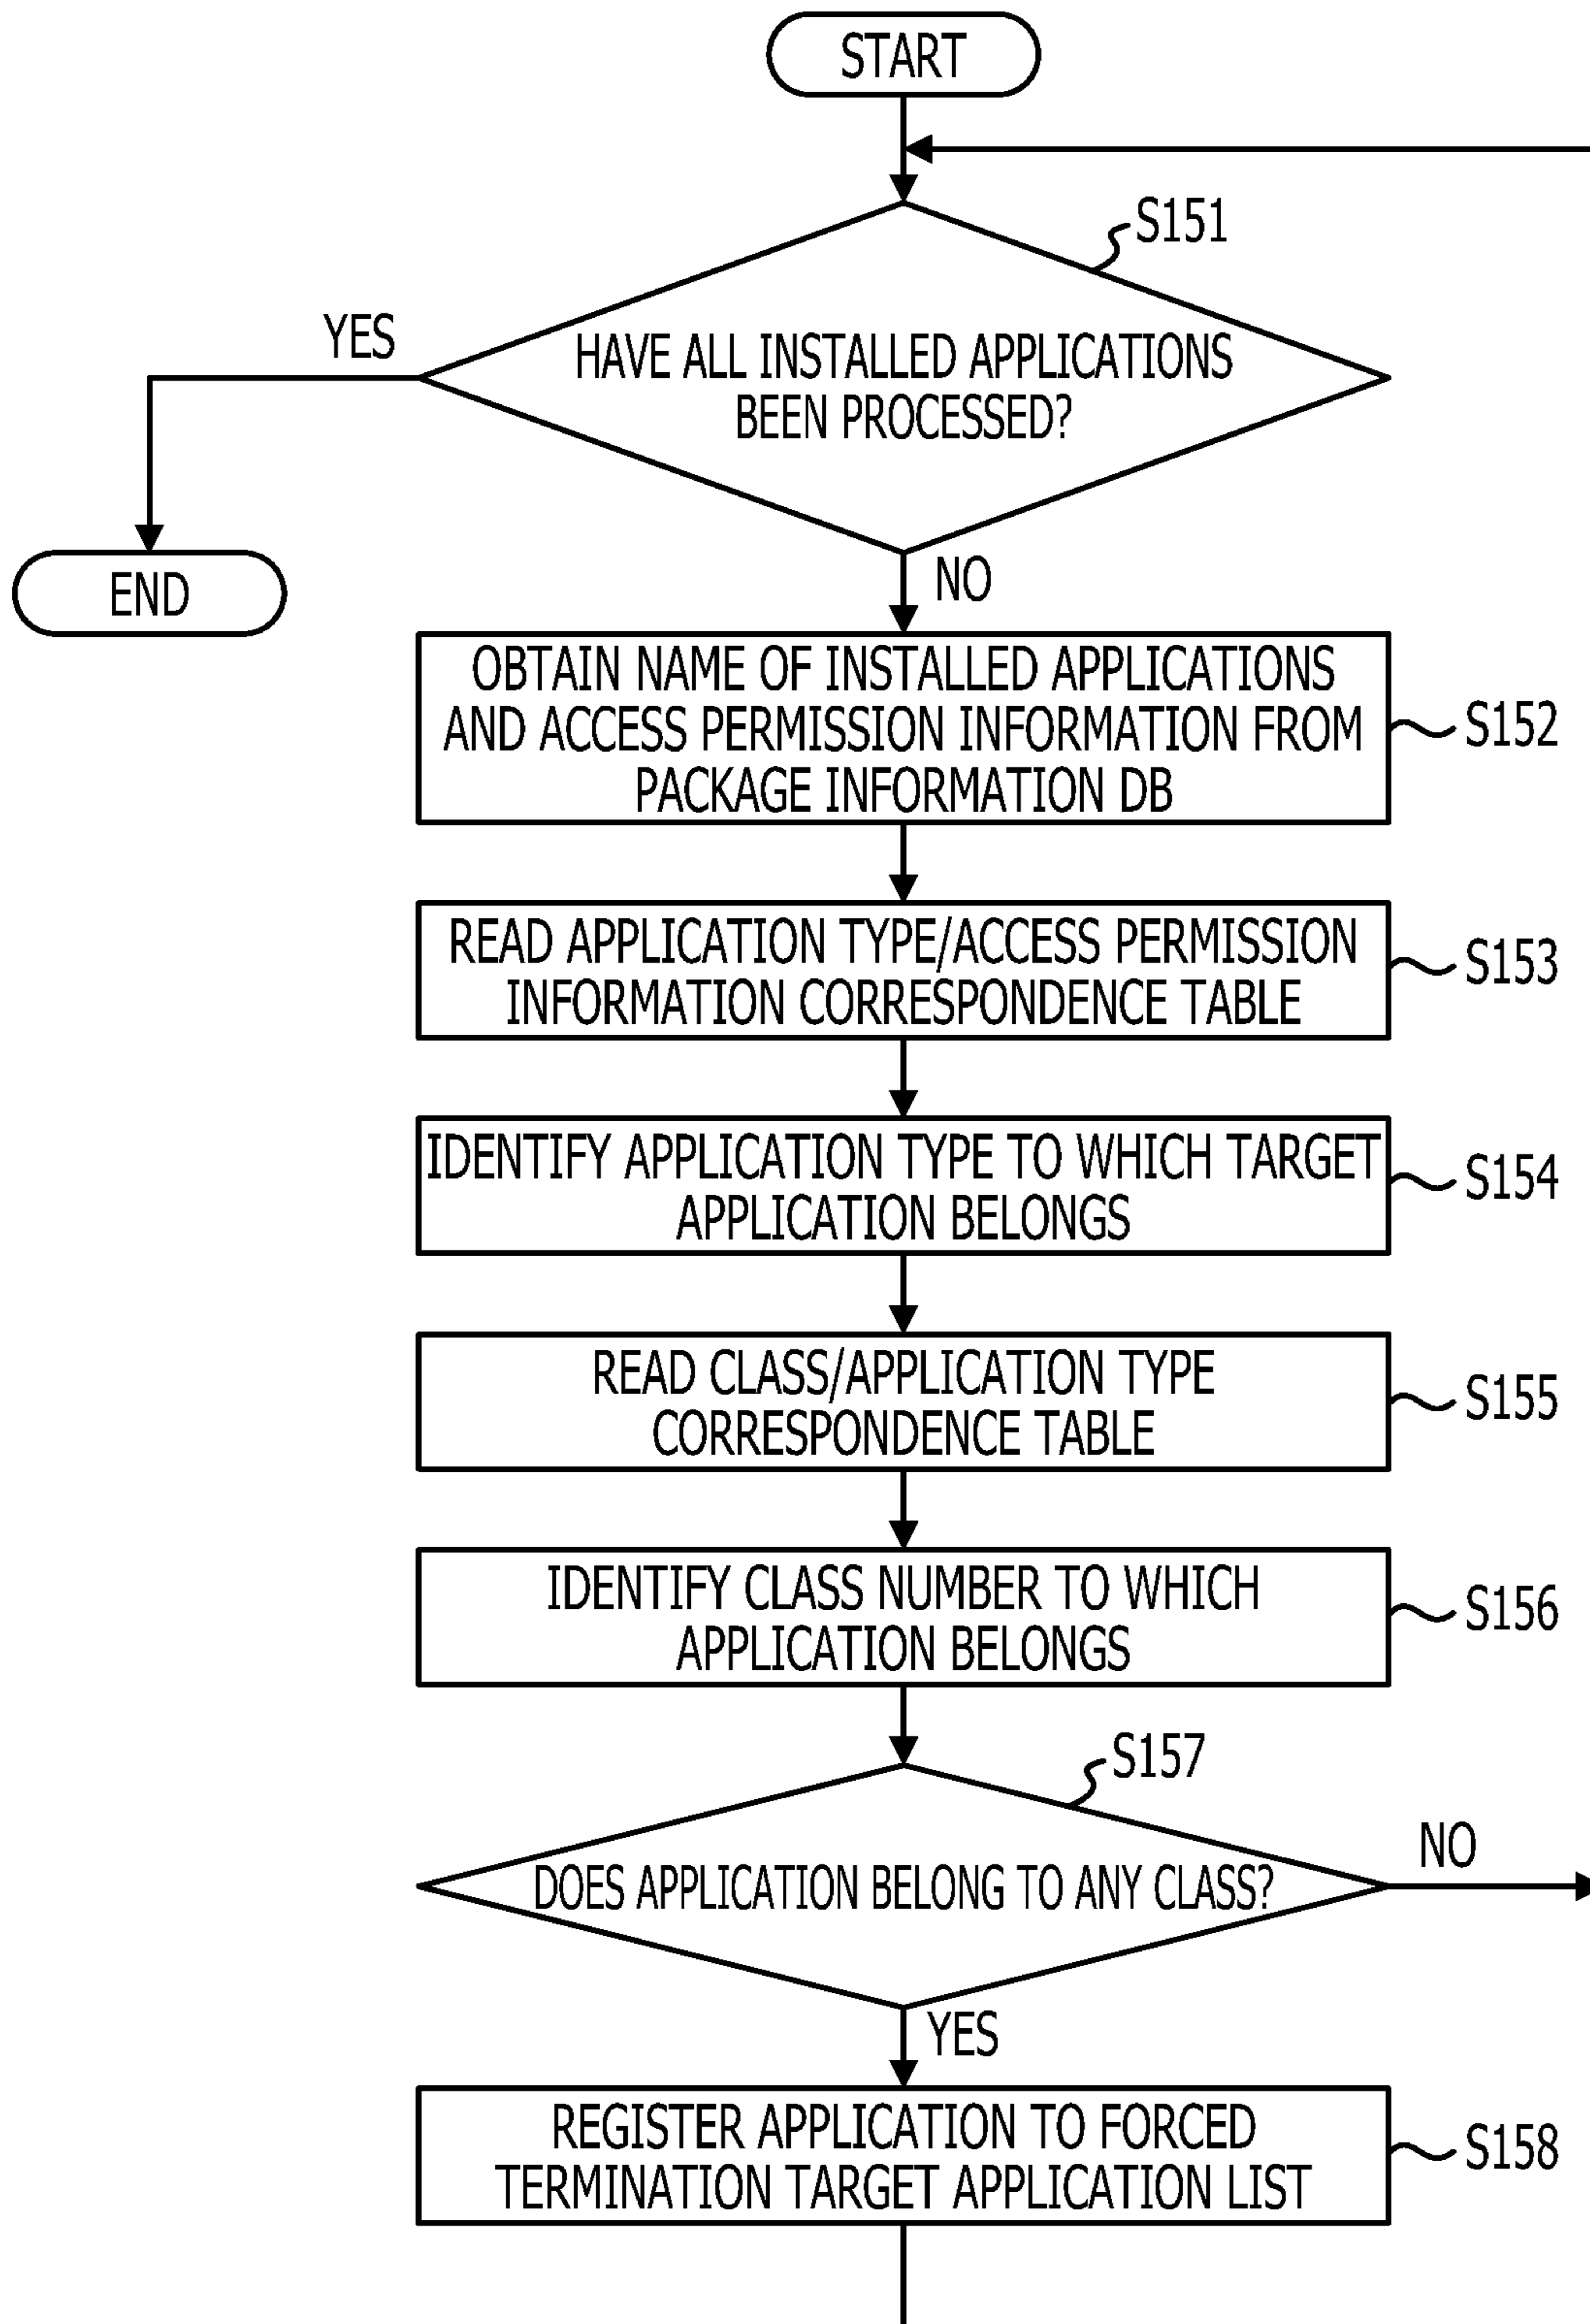 START
S151
YES
HAVE ALL INSTALLED APPLICATIONS
BEEN PROCESSED?
END
NO
OBTAIN NAME OF INSTALLED APPLICATIONS
AND ACCESS PERMISSION INFORMATION FROM
PACKAGE INFORMATION DB
S152
READ APPLICATION TYPE/ACCESS PERMISSION
INFORMATION CORRESPONDENCE TABLE
S153
IDENTIFY APPLICATION TYPE TO WHICH TARGET
APPLICATION BELONGS
S154
READ CLASS/APPLICATION TYPE
CORRESPONDENCE TABLE
S155
IDENTIFY CLASS NUMBER TO WHICH
APPLICATION BELONGS
S156
S157
DOES APPLICATION BELONG TO ANY CLASS?
NO
YES
REGISTER APPLICATION TO FORCED
TERMINATION TARGET APPLICATION LIST
S158